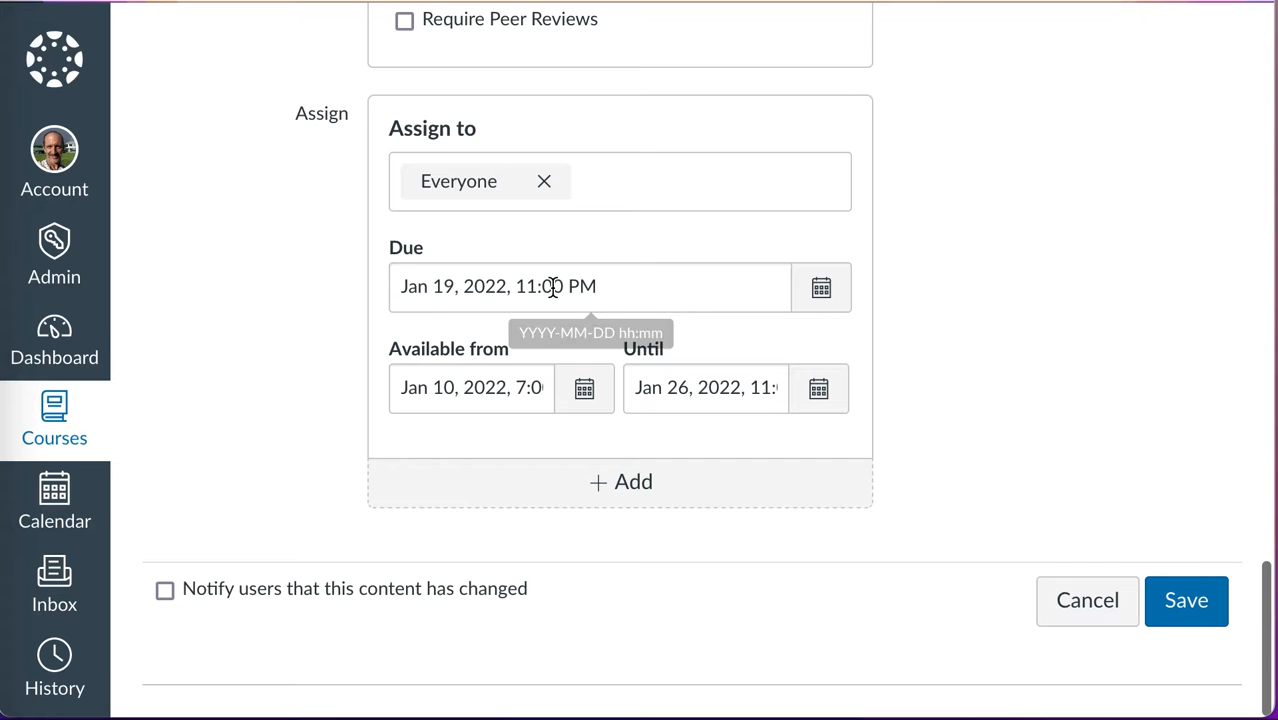 Require Peer Reviews
Assign
Assign to
Everyone
Due
Jan 19, 2022, 11:00 PM
YYYY-MM-DD hh:mm
Available from
Until
Jan 10, 2022, 7:0
Jan 26, 2022, 11:
+ Add
Notify users that this content has changed
Cancel
Save
Account
Admin
Dashboard
Courses
Calendar
Inbox
History